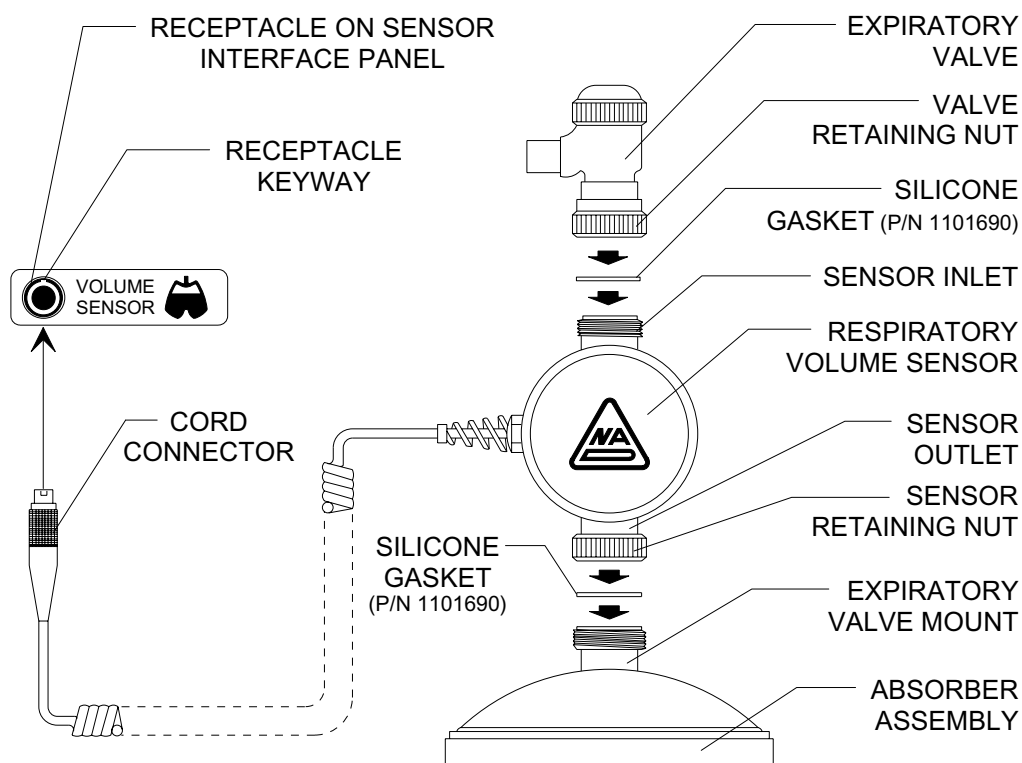 RECEPTACLE ON SENSOR
INTERFACE PANEL
RECEPTACLE
KEYWAY
VOLUME
SENSOR
CORD
CONNECTOR
SILICONE
GASKET
(P/N 1101690)
EXPIRATORY
VALVE
VALVE
RETAINING NUT
SILICONE
GASKET (P/N 1101690)
SENSOR INLET
RESPIRATORY
VOLUME SENSOR
NA
SENSOR
OUTLET
SENSOR
RETAINING NUT
EXPIRATORY
VALVE MOUNT
ABSORBER
ASSEMBLY